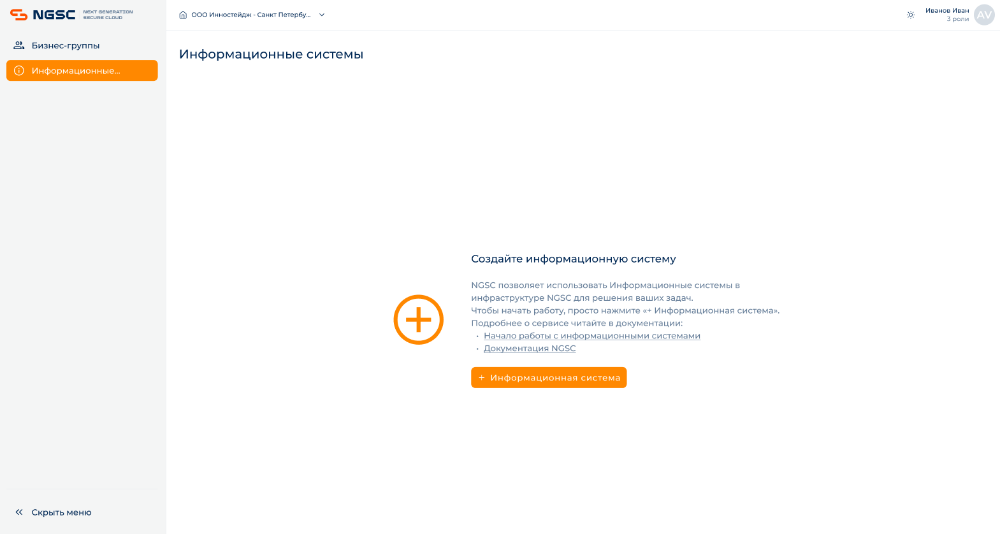 NGSC
NEXT GENERATION
SECURE CLOUD
ООО Инностейдж - Санкт Петербу...
Иванов Иван
3 роли
AV
Бизнес-группы
Информационные...
Информационные системы
Создайте информационную систему
NGSC позволяет использовать Информационные системы в
инфраструктуре NGSC для решения ваших задач.
Чтобы начать работу, просто нажмите «+ Информационная система».
Подробнее о сервисе читайте в документации:
• Начало работы с информационными системами
• Документация NGSC
+ Информационная система
Скрыть меню